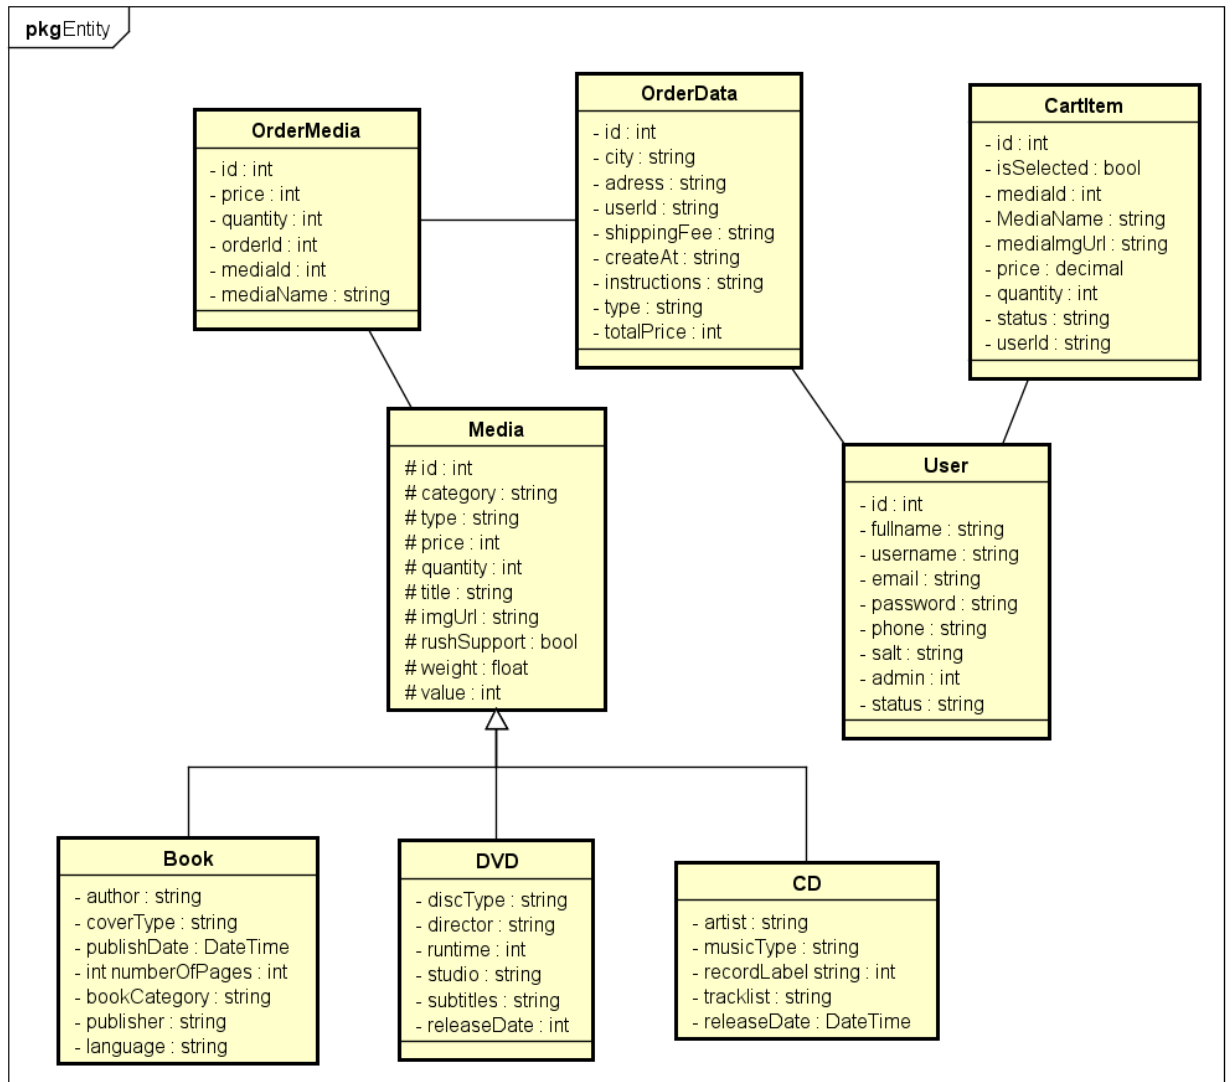 pkgEntity
OrderMedia
- id : int
- price : int
- quantity : int
- orderId : int
- mediaId : int
- mediaName : string
OrderData
- id : int
- city : string
- adress : string
- userId : string
- shippingFee : string
- createAt : string
- instructions : string
- type : string
- totalPrice : int
CartItem
- id : int
- isSelected : bool
- mediaId : int
- MediaName : string
- mediaImgUrl : string
- price : decimal
- quantity : int
- status : string
- userId : string
Media
# id : int
# category : string
# type : string
# price : int
# quantity : int
# title : string
# imgUrl : string
# rushSupport : bool
# weight : float
# value : int
User
- id : int
- fullname : string
- username : string
- email : string
- password : string
- phone : string
- salt : string
- admin : int
- status : string
Book
- author : string
- coverType : string
- publishDate : DateTime
- int numberOfPages : int
- bookCategory : string
- publisher : string
- language : string
DVD
- discType : string
- director : string
- runtime : int
- studio : string
- subtitles : string
- releaseDate : int
CD
- artist : string
- musicType : string
- recordLabel string : int
- tracklist : string
- releaseDate : DateTime